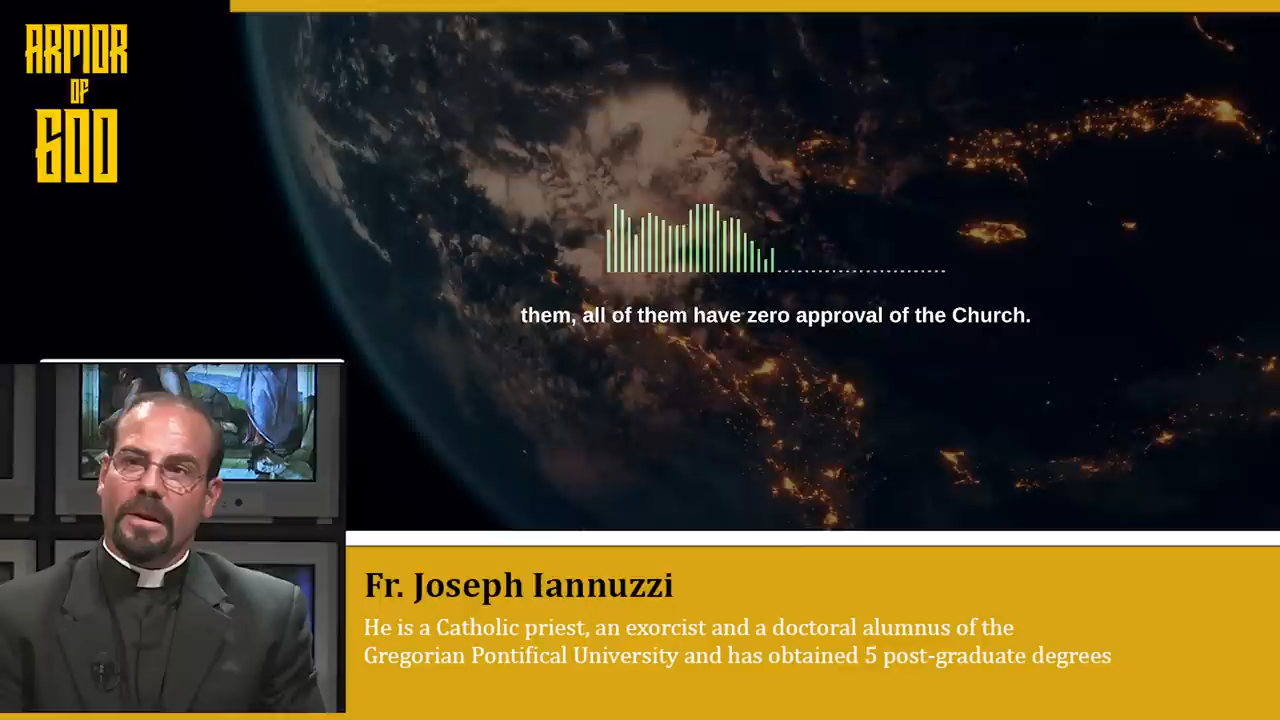 ARMOR
OF
GOD
them, all of them have zero approval of the Church.
Fr. Joseph Iannuzzi
He is a Catholic priest, an exorcist and a doctoral alumnus of the
Gregorian Pontifical University and has obtained 5 post-graduate degrees